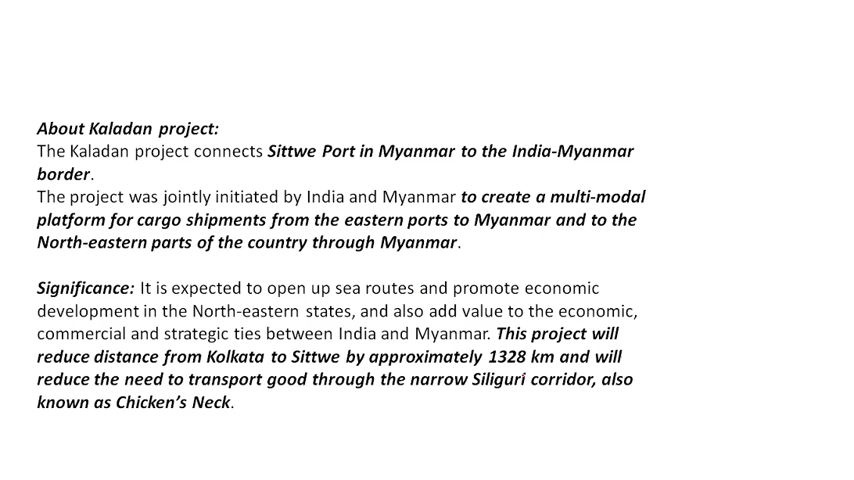 About Kaladan project:
The Kaladan project connects Sittwe Port in Myanmar to the India-Myanmar
border.
The project was jointly initiated by India and Myanmar to create a multi-modal
platform for cargo shipments from the eastern ports to Myanmar and to the
North-eastern parts of the country through Myanmar.
Significance: It is expected to open up sea routes and promote economic
development in the North-eastern states, and also add value to the economic,
commercial and strategic ties between India and Myanmar. This project will
reduce distance from Kolkata to Sittwe by approximately 1328 km and will
reduce the need to transport good through the narrow Siliguri corridor, also
known as Chicken’s Neck.